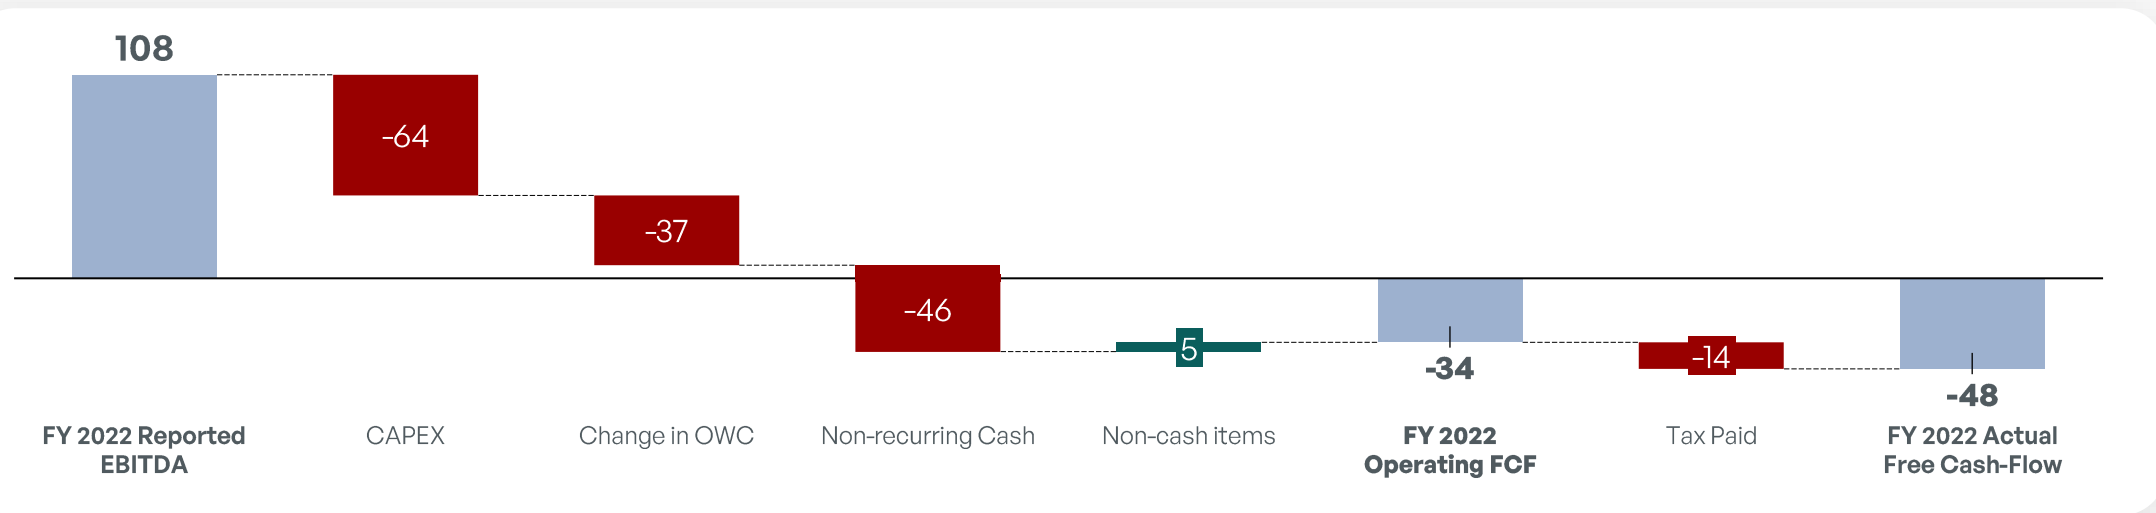 108
-64
-37
-46
5
-34
-14
-48
FY 2022 Reported
EBITDA
CAPEX
Change in OWC
Non-recurring Cash
Non-cash items
FY 2022
Operating FCF
Tax Paid
FY 2022 Actual
Free Cash-Flow